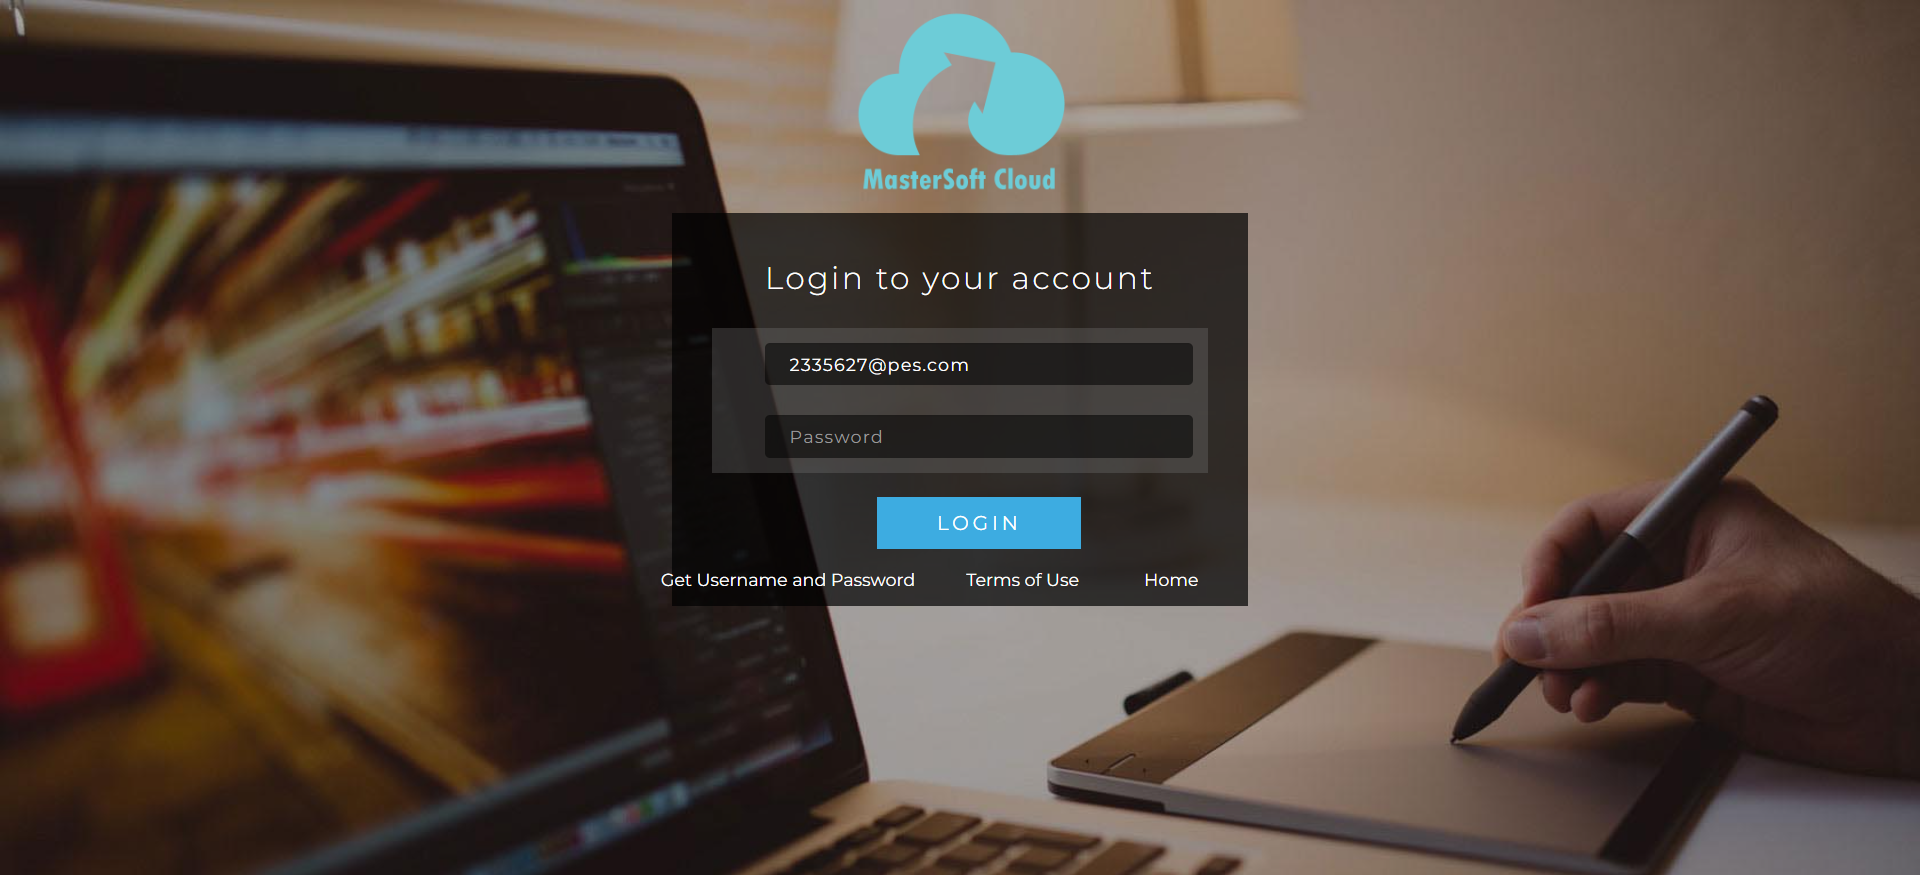 MasterSoft Cloud
Login to your account
2335627@pes.com
Password
LOGIN
Get Username and Password Terms of Use Home